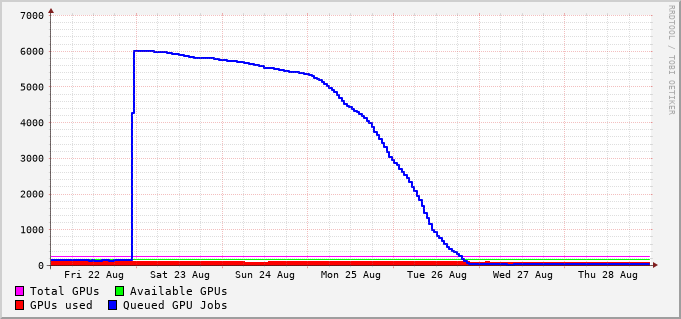 7000
6000
5000
4000
3000
2000
1000
0
Fri 22 Aug Sat 23 Aug Sun 24 Aug Mon 25 Aug Tue 26 Aug Wed 27 Aug Thu 28 Aug
Total GPUs Available GPUs
GPUs used Queued GPU Jobs
RRDTOOL / TOBI OETIKER